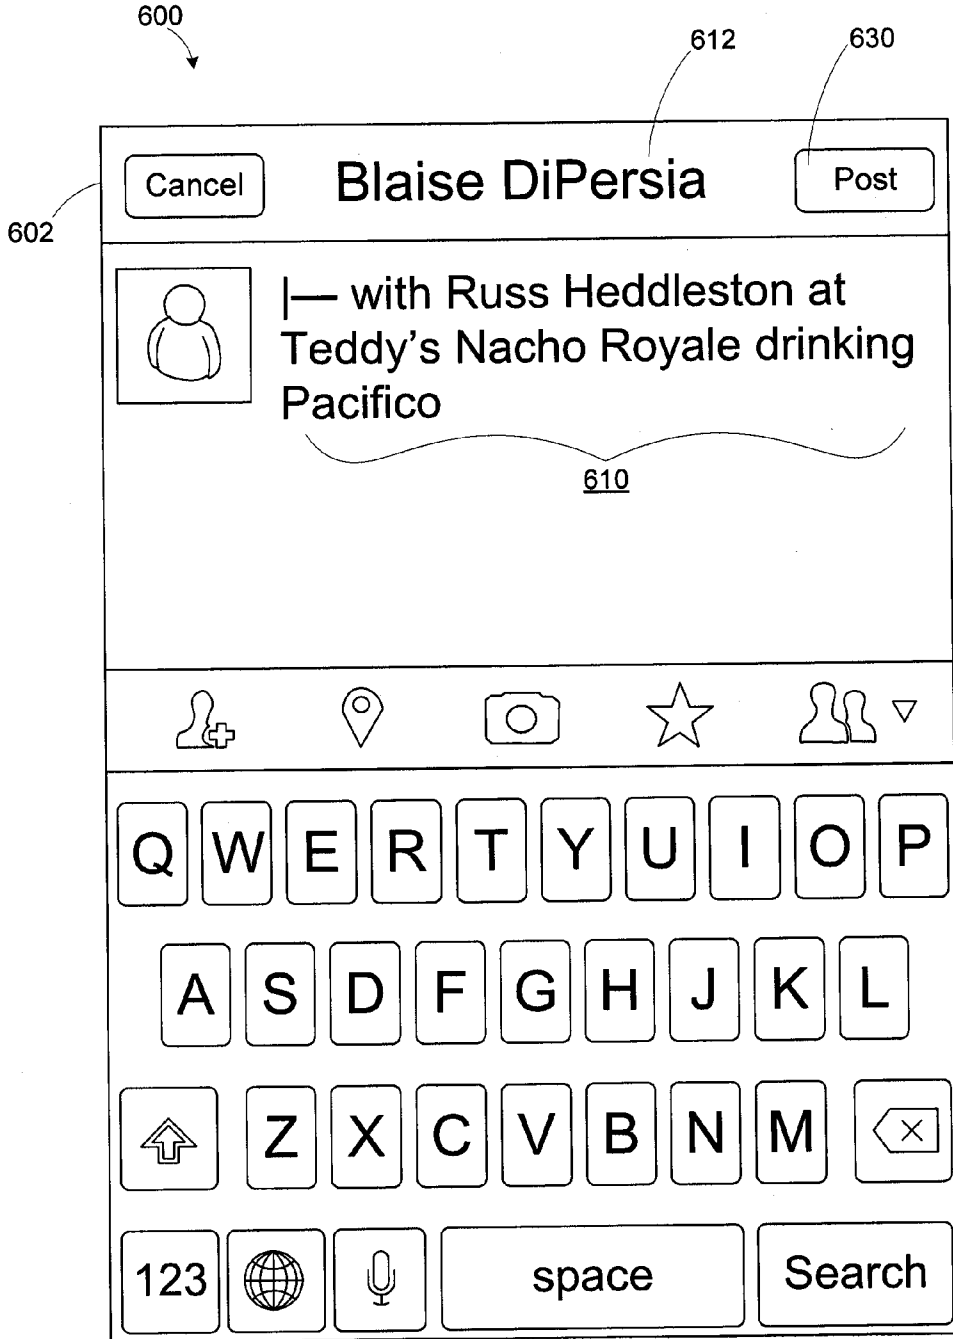 600
612
630
602
Cancel
Blaise DiPersia
Post
|— with Russ Heddleston at
Teddy's Nacho Royale drinking
Pacifico
610
Q W E R T Y U I O P
A S D F G H J K L
Z X C V B N M
123
space
Search